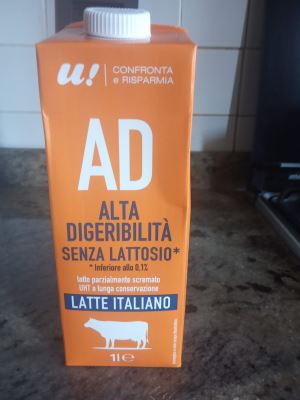 u! CONFRONTA
e RISPARMIA
AD
ALTA
DIGERIBILITÀ
SENZA LATTOSIO*
* Inferiore allo 0,1%
latte parzialmente scremato
UHT a lunga conservazione
LATTE ITALIANO
1l e